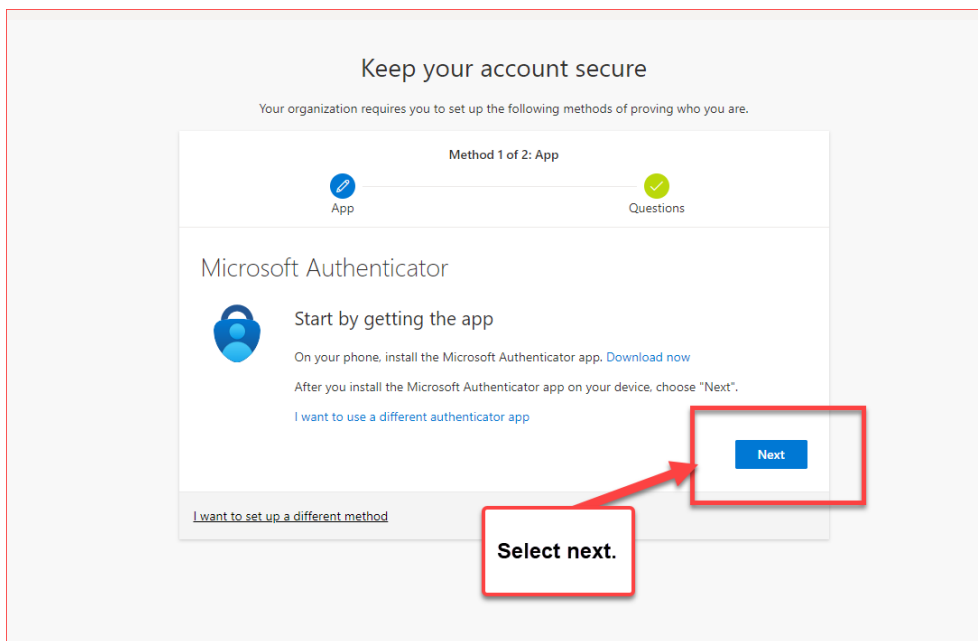 Keep your account secure
Your organization requires you to set up the following methods of proving who you are.
Method 1 of 2: App
App
Questions
Microsoft Authenticator
Start by getting the app
On your phone, install the Microsoft Authenticator app. Download now
After you install the Microsoft Authenticator app on your device, choose "Next".
I want to use a different authenticator app
Next
I want to set up a different method
Select next.